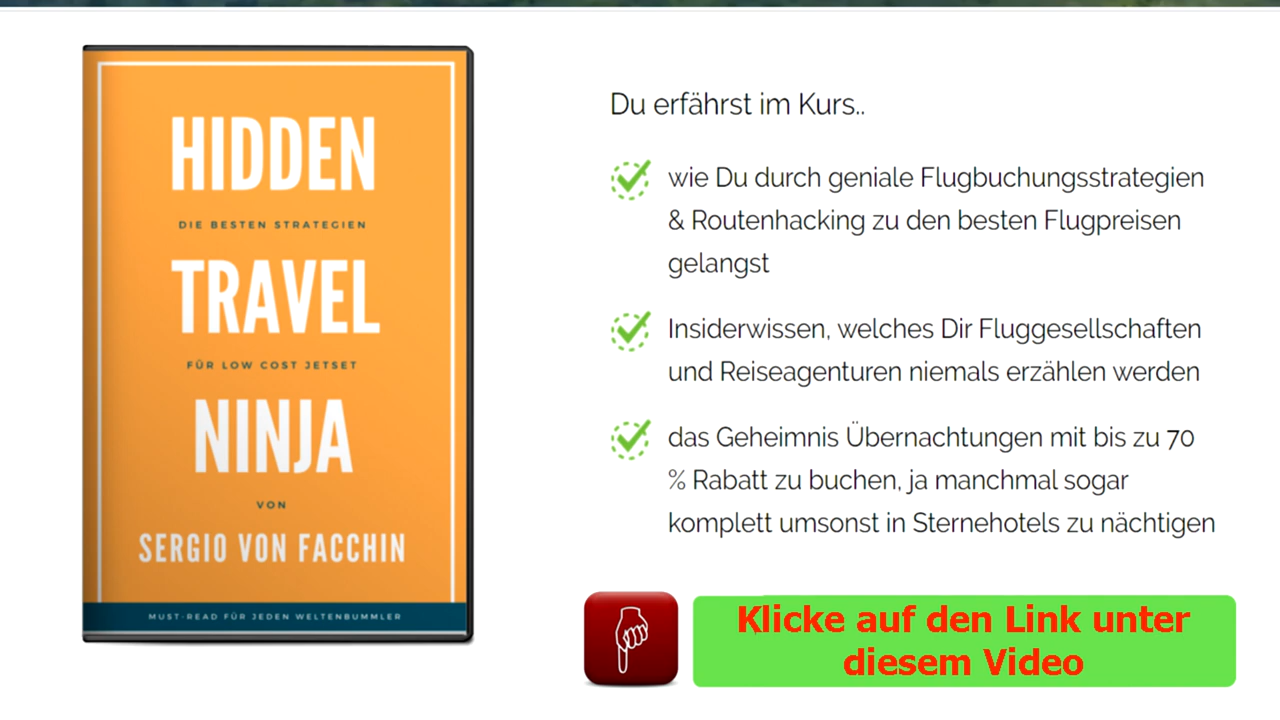 HIDDEN
DIE BESTEN STRATEGIEN
TRAVEL
FÜR LOW COST JETSET
NINJA
VON
SERGIO VON FACCHIN
MUST-READ FÜR JEDEN WELTENBUMMLER
Du erfährst im Kurs..
wie Du durch geniale Flugbuchungsstrategien
& Routenhacking zu den besten Flugpreisen
gelangst
Insiderwissen, welches Dir Fluggesellschaften
und Reiseagenturen niemals erzählen werden
das Geheimnis Übernachtungen mit bis zu 70
% Rabatt zu buchen, ja manchmal sogar
komplett umsonst in Sternehotels zu nächtigen
Klicke auf den Link unter
diesem Video